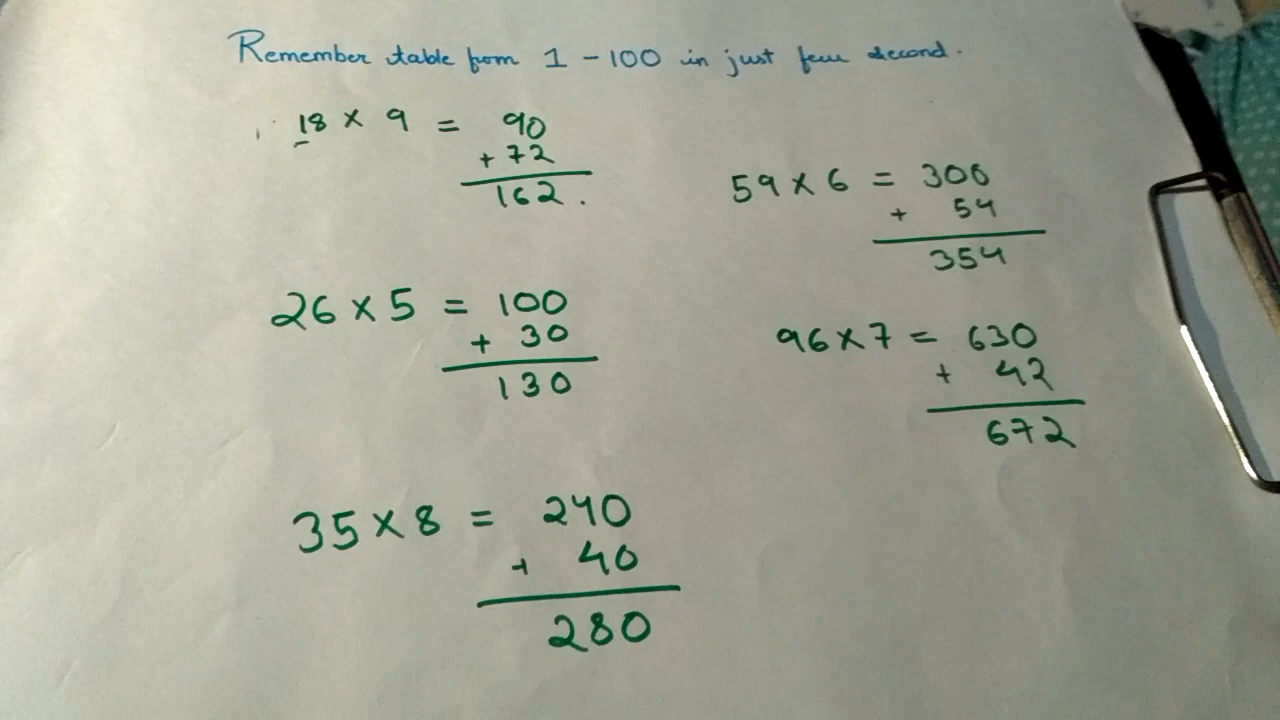 Remember table from 1 - 100 in just few second.
18 × 9 = 90
+ 72
162.
59 × 6 = 300
+ 54
354
26 × 5 = 100
+ 30
130
96 × 7 = 630
+ 42
672
35 × 8 = 240
+ 40
280